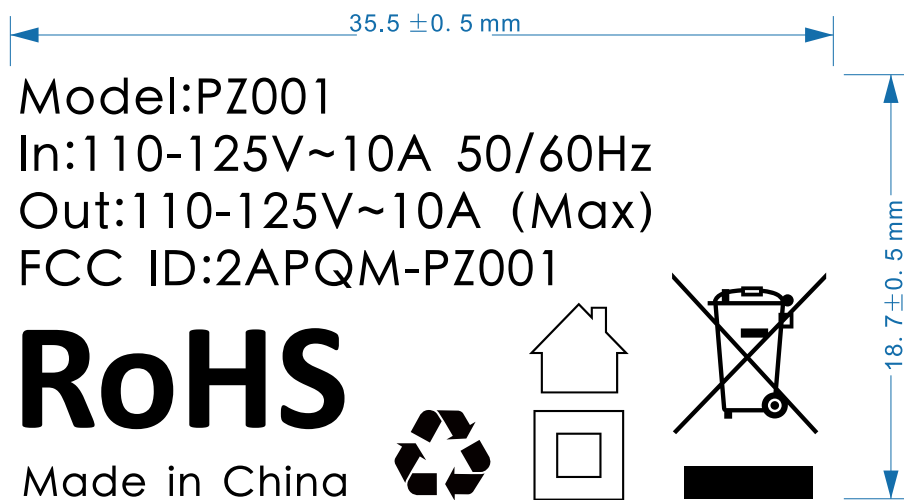 35.5 ±0.5 mm
Model:PZ001
In:110-125V~10A 50/60Hz
Out:110-125V~10A (Max)
FCC ID:2APQM-PZ001
18.7±0.5 mm
RoHS
Made in China